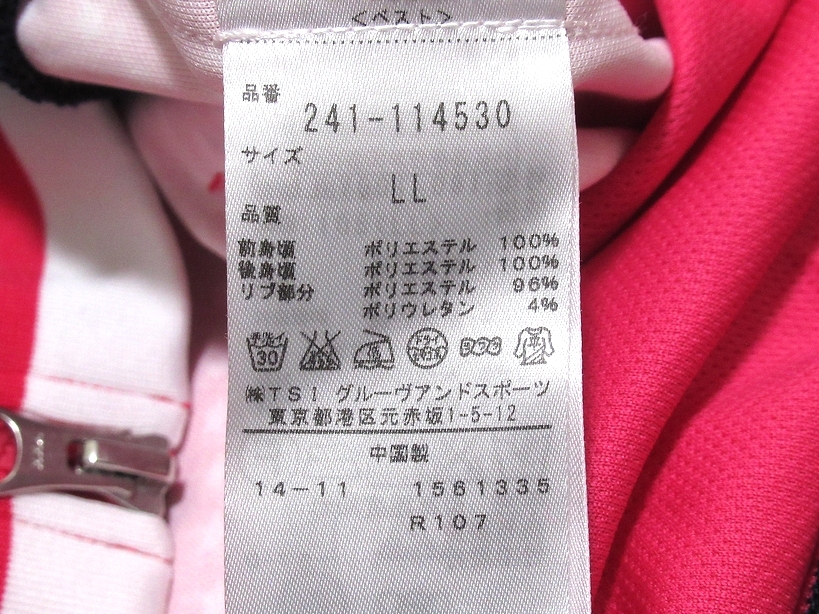 <ベスト>
品番
241-114530
サイズ
LL
品質
前身頃 ポリエステル 100%
後身頃 ポリエステル 100%
リブ部分 ポリエステル 96%
ポリウレタン 4%
30 ドライ
㈱TSI グルーヴアンドスポーツ
東京都港区元赤坂1-5-12
中国製
14-11 1561335
R107